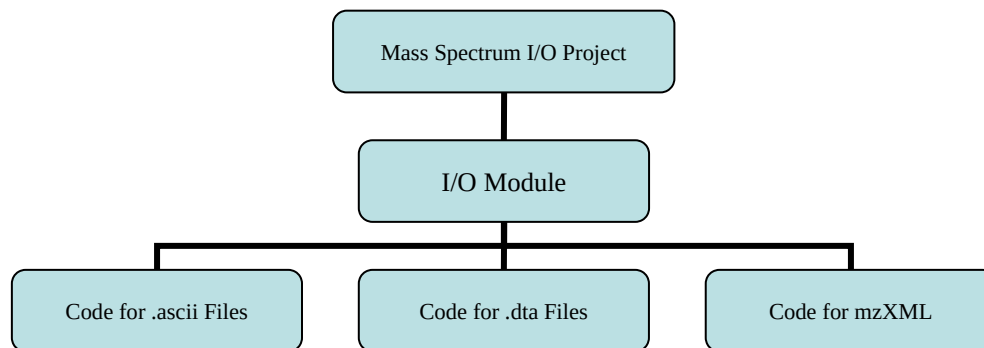 Mass Spectrum I/O Project
I/O Module
Code for .ascii Files
Code for .dta Files
Code for mzXML